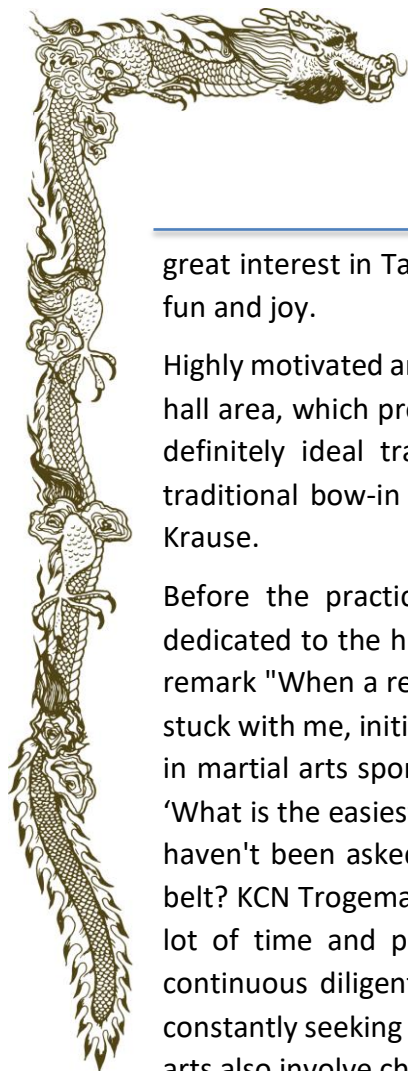 great interest in Ta
fun and joy.
Highly motivated ar
hall area, which pre
definitely ideal tra
traditional bow-in
Krause.
Before the practic
dedicated to the h
remark "When a re
stuck with me, initi
in martial arts spor
‘What is the easies
haven't been asked
belt? KCN Trogema
lot of time and p
continuous diligent
constantly seeking
arts also involve ch